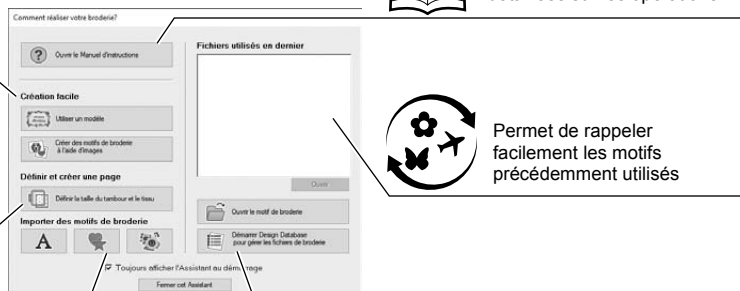 Comment réaliser votre broderie?
Ouvrir le Manuel d'instructions
Création facile
Utiliser un modèle
Créer des motifs de broderie
à l'aide d'images
Définir et créer une page
Définir la taille du tambour et le tissu
Importer des motifs de broderie
A
Fichiers utilisés en dernier
Ouvrir
Ouvrir le motif de broderie
Démarrer Design Database
pour gérer les fichiers de broderie
Toujours afficher l'Assistant au démarrage
Fermer cet Assistant
Permet de rappeler
facilement les motifs
précédemment utilisés